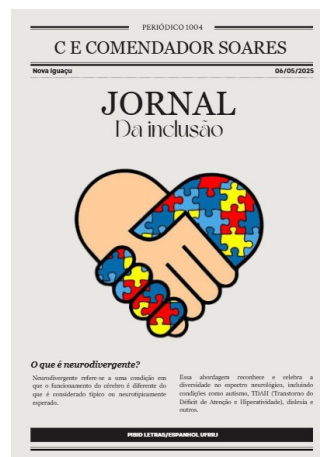 PERIÓDICO 1004
C E COMENDADOR SOARES
Nova Iguaçu 06/05/2025
JORNAL
Da inclusão
O que é neurodivergente?
Neurodivergente refere-se a uma condição em
que o funcionamento do cérebro é diferente do
que é considerado típico ou neurotipicamente
esperado.
Essa abordagem reconhece e celebra a
diversidade no espectro neurológico, incluindo
condições como autismo, TDAH (Transtorno do
Déficit de Atenção e Hiperatividade), dislexia e
outros.
PIBID LETRAS/ESPANHOL UFRRJ